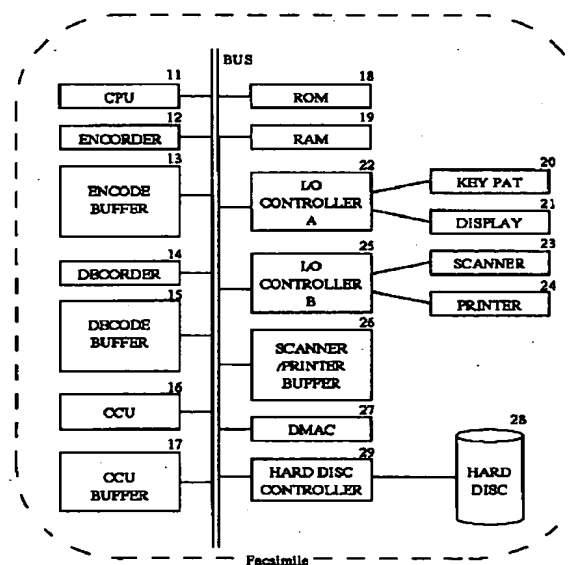 BUS
11
CPU
12
ENCORDER
13
ENCODE
BUFFER
14
DECORDER
15
DECODE
BUFFER
16
CCU
17
CCU
BUFFER
18
ROM
19
RAM
22
I/O
CONTROLLER
A
20
KEY PAT
21
DISPLAY
25
I/O
CONTROLLER
B
23
SCANNER
24
PRINTER
26
SCANNER
/PRINTER
BUFFER
27
DMAC
29
HARD DISC
CONTROLLER
28
HARD
DISC
Facsimile